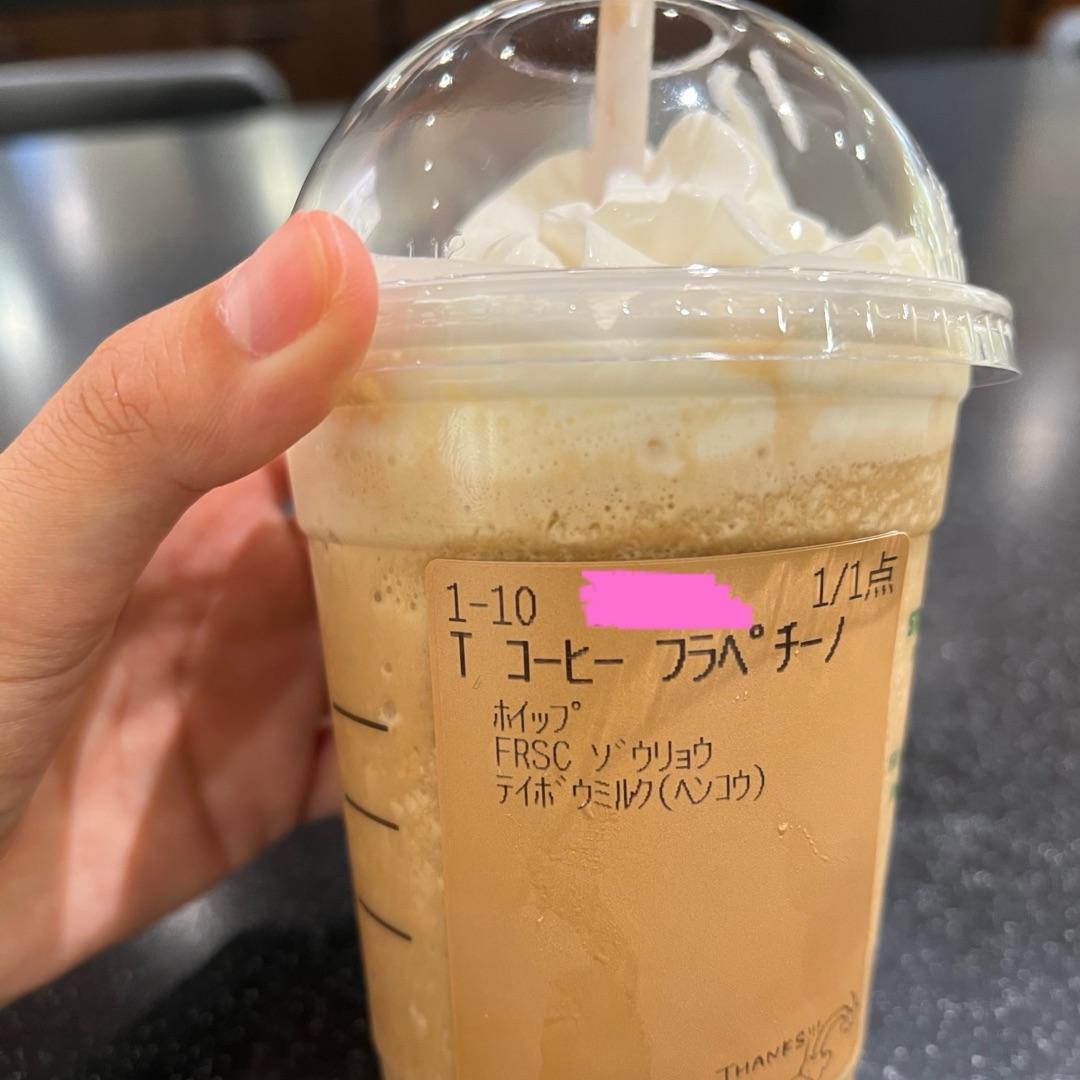 1-10 1/1点
T コーヒー フラペチーノ
ホイップ
FRSC ゾウリョウ
テイボウミルク(ヘンコウ)
THANKS!!!